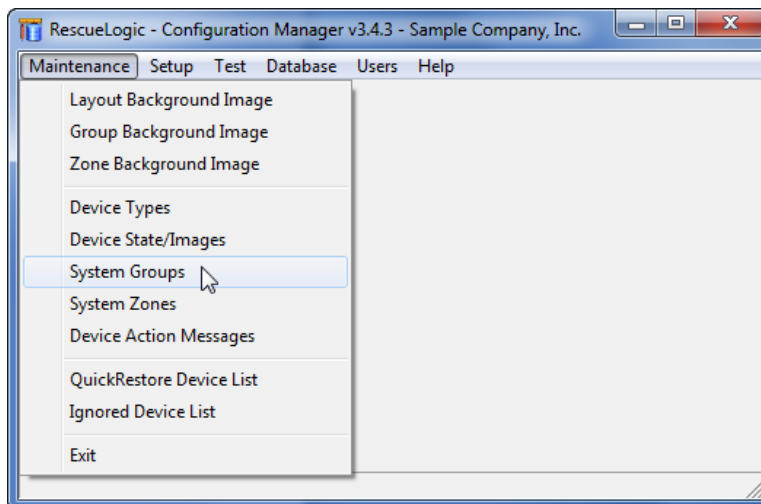 RescueLogic - Configuration Manager v3.4.3 - Sample Company, Inc.
Maintenance Setup Test Database Users Help
Layout Background Image
Group Background Image
Zone Background Image
Device Types
Device State/Images
System Groups
System Zones
Device Action Messages
QuickRestore Device List
Ignored Device List
Exit